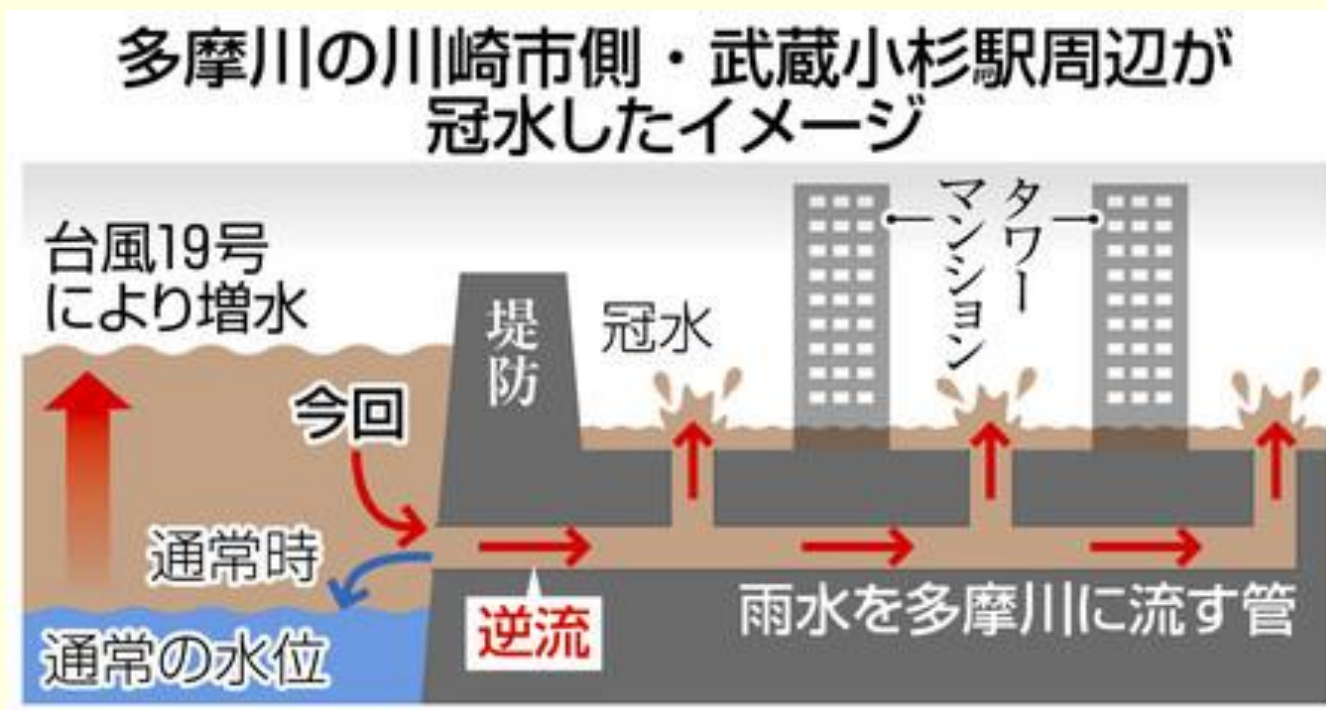 多摩川の川崎市側・武蔵小杉駅周辺が
冠水したイメージ
台風19号
により増水
堤防
冠水
タワー
マンション
今回
通常時
通常の水位
逆流
雨水を多摩川に流す管